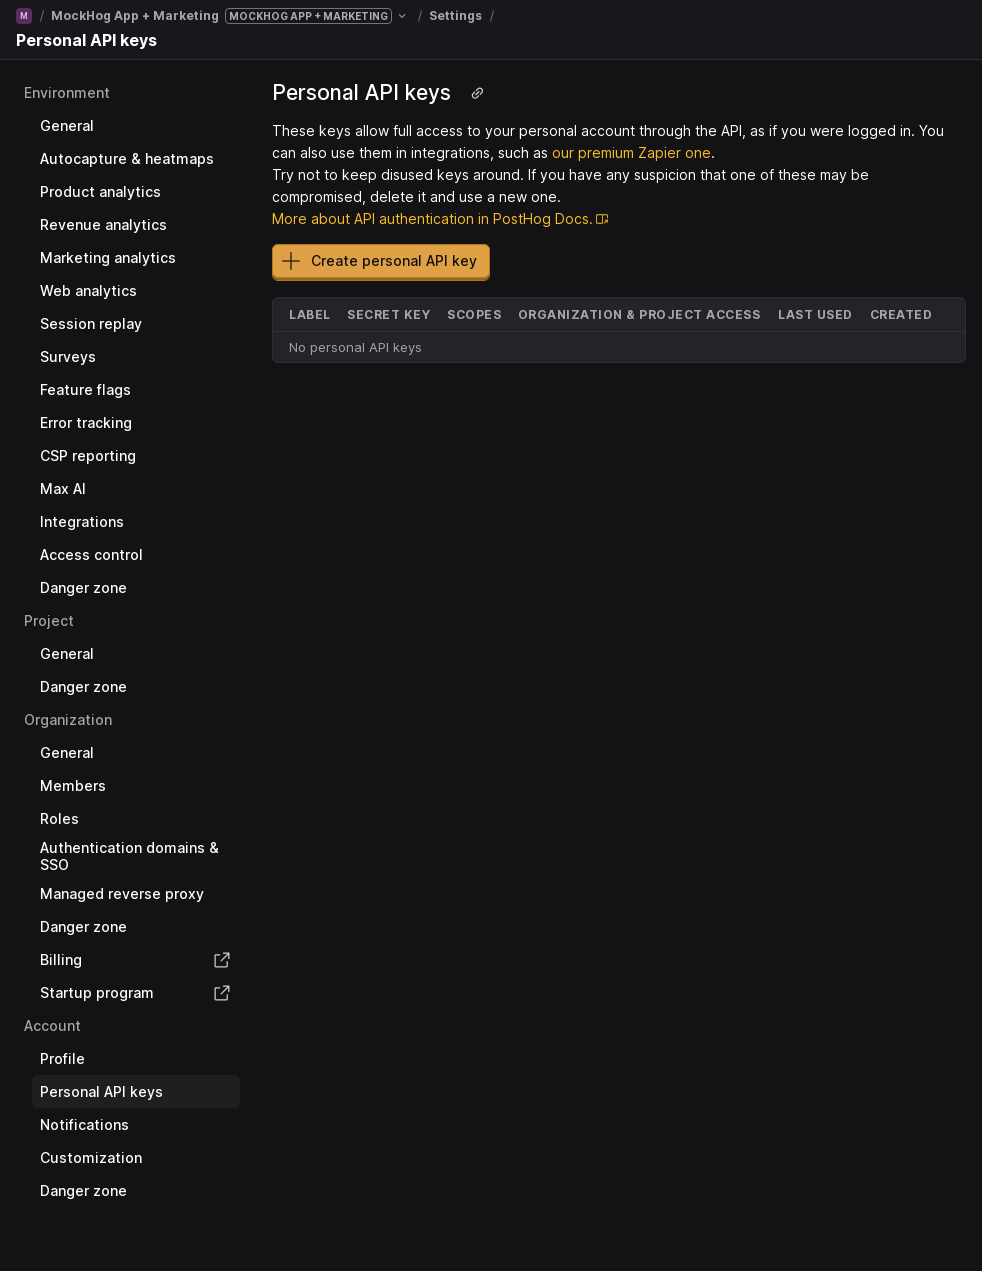 M / MockHog App + Marketing MOCKHOG APP + MARKETING / Settings /
Personal API keys
Environment
General
Autocapture & heatmaps
Product analytics
Revenue analytics
Marketing analytics
Web analytics
Session replay
Surveys
Feature flags
Error tracking
CSP reporting
Max AI
Integrations
Access control
Danger zone
Project
General
Danger zone
Organization
General
Members
Roles
Authentication domains &
SSO
Managed reverse proxy
Danger zone
Billing
Startup program
Account
Profile
Personal API keys
Notifications
Customization
Danger zone
Personal API keys
These keys allow full access to your personal account through the API, as if you were logged in. You
can also use them in integrations, such as our premium Zapier one.
Try not to keep disused keys around. If you have any suspicion that one of these may be
compromised, delete it and use a new one.
More about API authentication in PostHog Docs.
Create personal API key
LABEL SECRET KEY SCOPES ORGANIZATION & PROJECT ACCESS LAST USED CREATED
No personal API keys